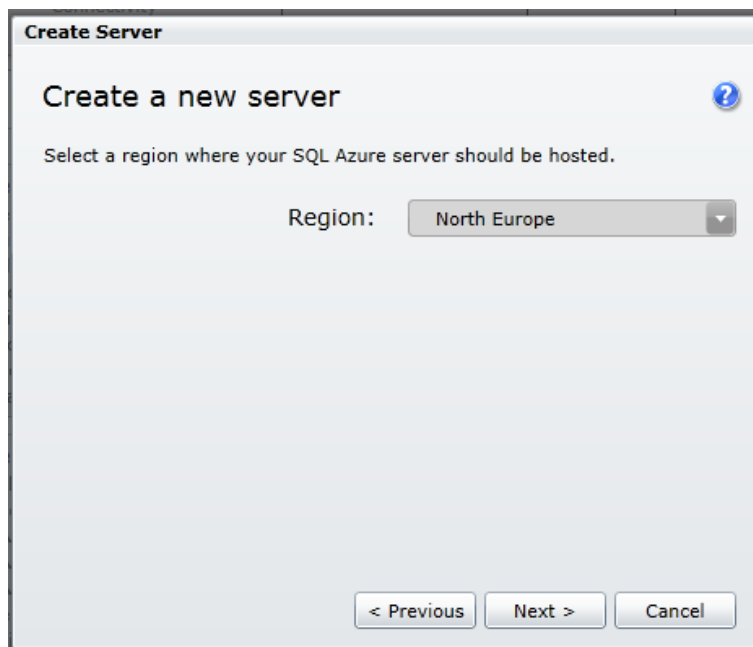 Connectivity
Create Server
Create a new server
?
Select a region where your SQL Azure server should be hosted.
Region: North Europe
< Previous Next > Cancel